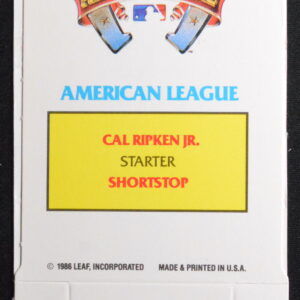 AMERICAN LEAGUE
CAL RIPKEN JR.
STARTER
SHORTSTOP
© 1986 LEAF, INCORPORATED MADE & PRINTED IN U.S.A.